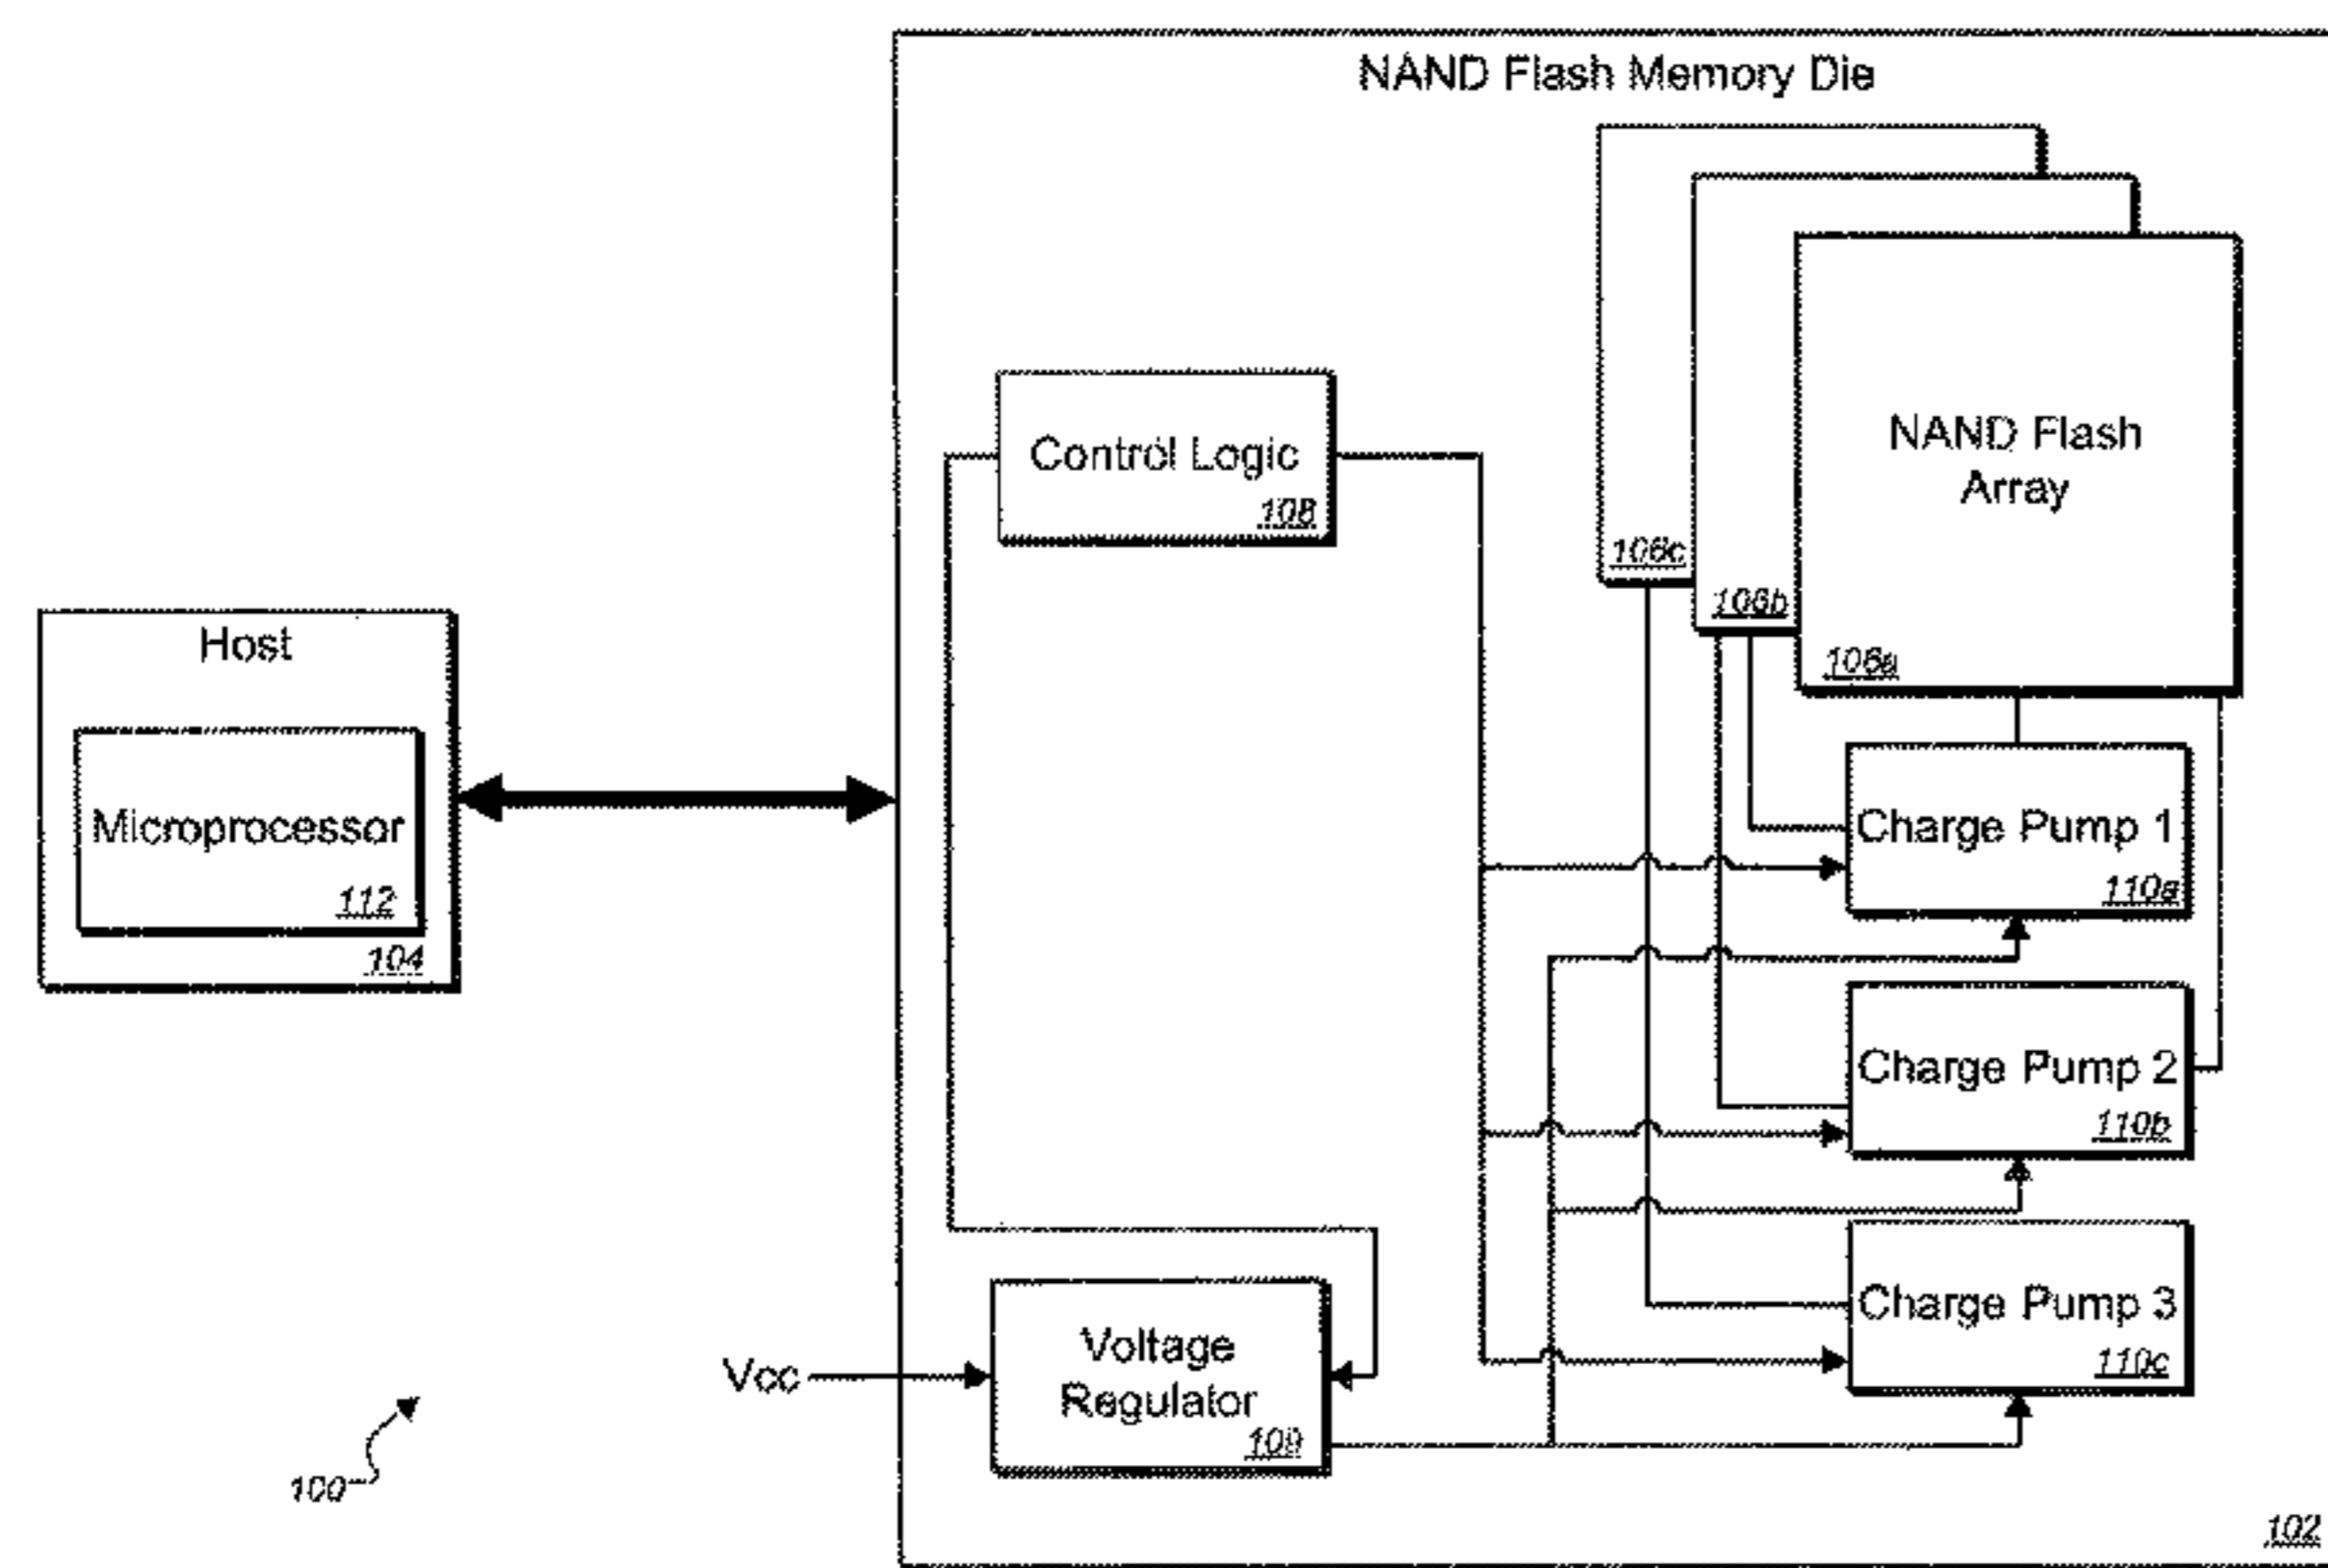 NAND Flash Memory Die
NAND Flash
Array
106c
106b
106a
Control Logic
108
Host
Microprocessor
112
104
Charge Pump 1
110a
Charge Pump 2
110b
Charge Pump 3
110c
Vcc
Voltage
Regulator
109
100
102